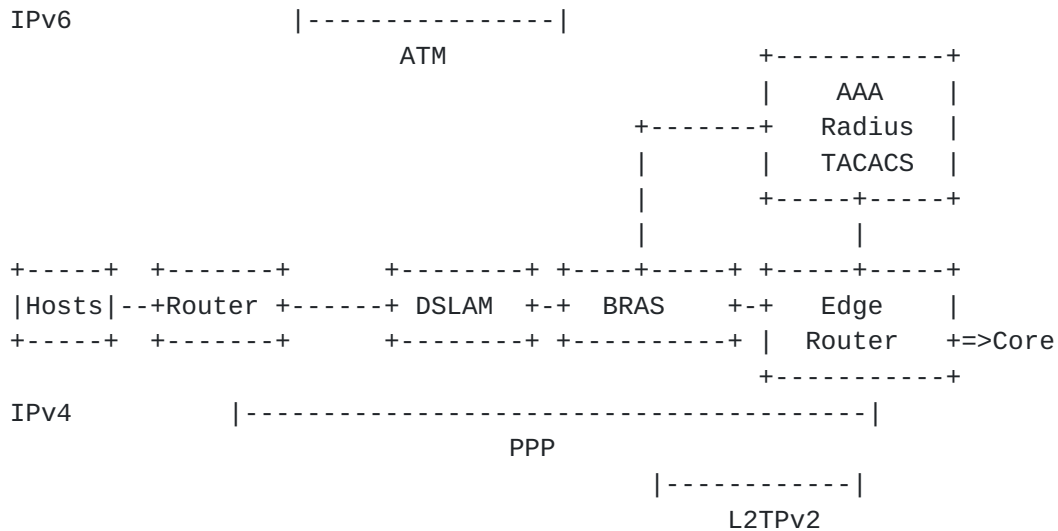 IPv6              |----------------|
                         ATM                    +-----------+
                                                |    AAA    |
                                        +-------+   Radius  |
                                        |       |   TACACS  |
                                        |       +-----+-----+
                                        |             |
+-----+  +-------+      +--------+ +----+-----+ +-----+-----+
|Hosts|--+Router +------+ DSLAM  +-+  BRAS    +-+   Edge    |
+-----+  +-------+      +--------+ +----------+ |  Router   +=>Core
                                                +-----------+
IPv4          |---------------------------------------|
                                PPP
                                         |------------|
                                             L2TPv2